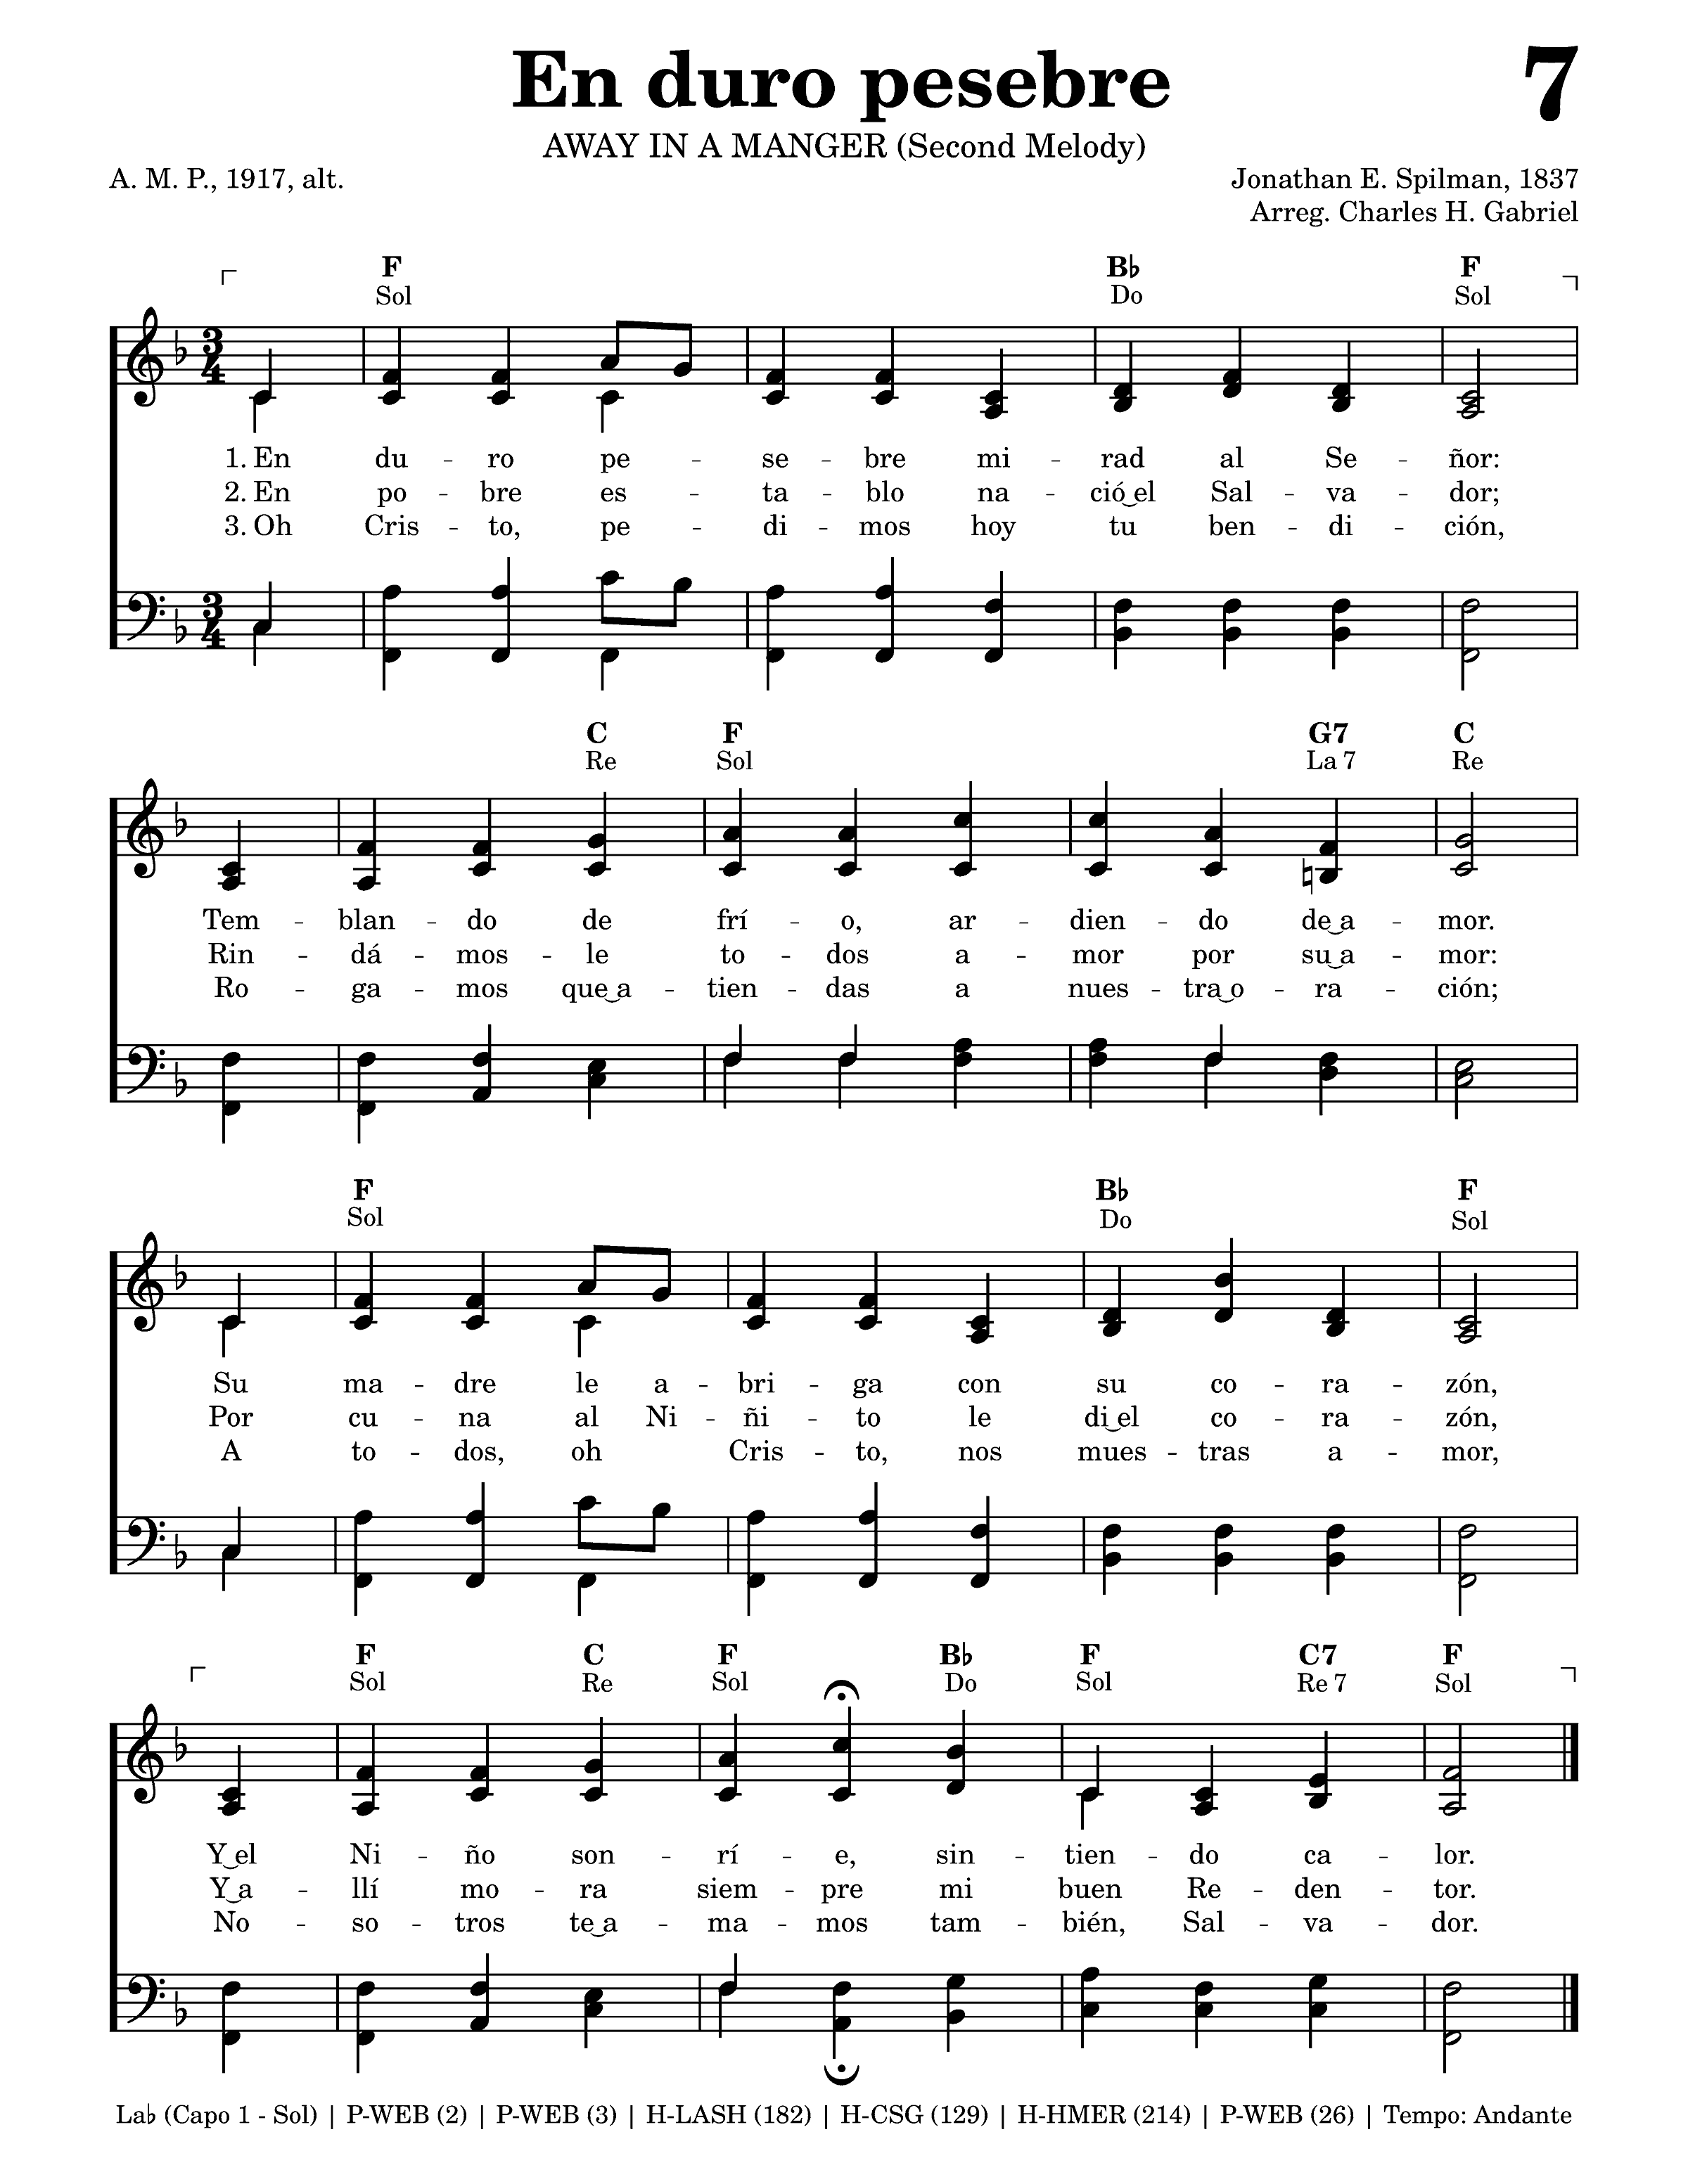 En duro pesebre 7
AWAY IN A MANGER (Second Melody)
A. M. P., 1917, alt. Jonathan E. Spilman, 1837
Arreg. Charles H. Gabriel
F B♭ F
Sol Do Sol
3 4
1. En du -- ro pe -- se -- bre mi -- rad al Se -- ñor:
2. En po -- bre es -- ta -- blo na -- ció‿el Sal -- va -- dor;
3. Oh Cris -- to, pe -- di -- mos hoy tu ben -- di -- ción,
3 4
C F G7 C
Re Sol La 7 Re
Tem -- blan -- do de frí -- o, ar -- dien -- do de‿a -- mor.
Rin -- dá -- mos -- le to -- dos a -- mor por su‿a -- mor:
Ro -- ga -- mos que‿a -- tien -- das a nues -- tra‿o -- ra -- ción;
F B♭ F
Sol Do Sol
Su ma -- dre le a -- bri -- ga con su co -- ra -- zón,
Por cu -- na al Ni -- ñi -- to le di‿el co -- ra -- zón,
A to -- dos, oh Cris -- to, nos mues -- tras a -- mor,
F C F B♭ F C7 F
Sol Re Sol Do Sol Re 7 Sol
Y‿el Ni -- ño son -- rí -- e, sin -- tien -- do ca -- lor.
Y‿a -- llí mo -- ra siem -- pre mi buen Re -- den -- tor.
No -- so -- tros te‿a -- ma -- mos tam -- bién, Sal -- va -- dor.
La♭ (Capo 1 - Sol) | P-WEB (2) | P-WEB (3) | H-LASH (182) | H-CSG (129) | H-HMER (214) | P-WEB (26) | Tempo: Andante